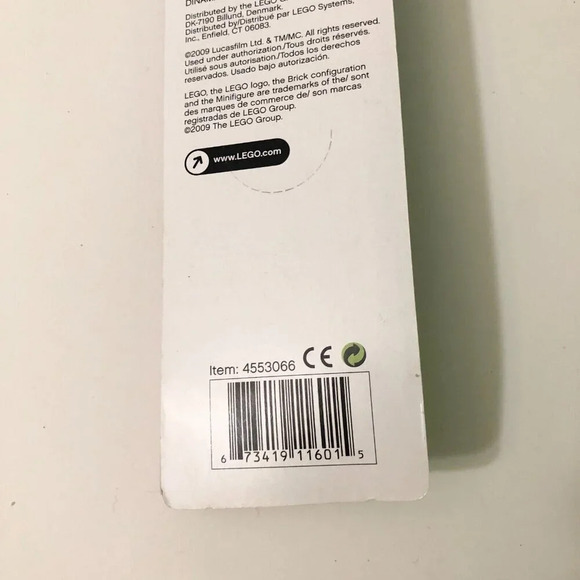 Distributed by the LEGO
DK-7190 Billund, Denmark.
Distributed by/Distribué par LEGO Systems,
Inc., Enfield, CT 06083.
©2009 Lucasfilm Ltd. & TM/MC. All rights reserved.
Used under authorization/Tous droits réservés.
Utilisé sous autorisation/Todos los derechos
reservados. Usado bajo autorización.
LEGO, the LEGO logo, the Brick configuration
and the Minifigure are trademarks of the/ sont
des marques de commerce de/ son marcas
registradas de LEGO Group.
©2009 The LEGO Group.
www.LEGO.com
Item: 4553066 CE
6 73419 11601 5